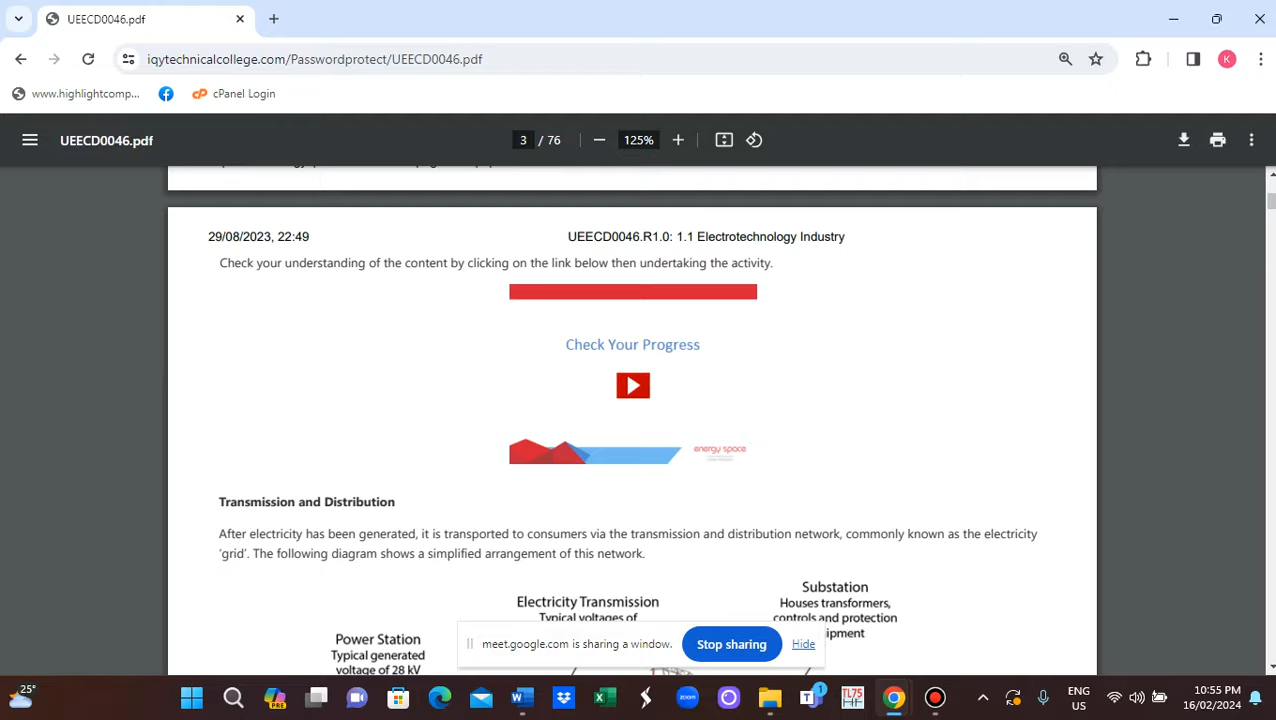 UEECD0046.pdf
iqytechnicalcollege.com/Passwordprotect/UEECD0046.pdf
K
www.highlightcomp...
cPanel Login
UEECD0046.pdf
3 / 76
125%
29/08/2023, 22:49
UEECD0046.R1.0: 1.1 Electrotechnology Industry
Check your understanding of the content by clicking on the link below then undertaking the activity.
Check Your Progress
energy space
Transmission and Distribution
After electricity has been generated, it is transported to consumers via the transmission and distribution network, commonly known as the electricity
‘grid’. The following diagram shows a simplified arrangement of this network.
Substation
Houses transformers,
controls and protection
Electricity Transmission
Typical voltages of
Power Station
Typical generated
voltage of 28 kV
meet.google.com is sharing a window.
Stop sharing
Hide
25°
PRE
zoom
1
TL75
ENG
US
10:55 PM
16/02/2024